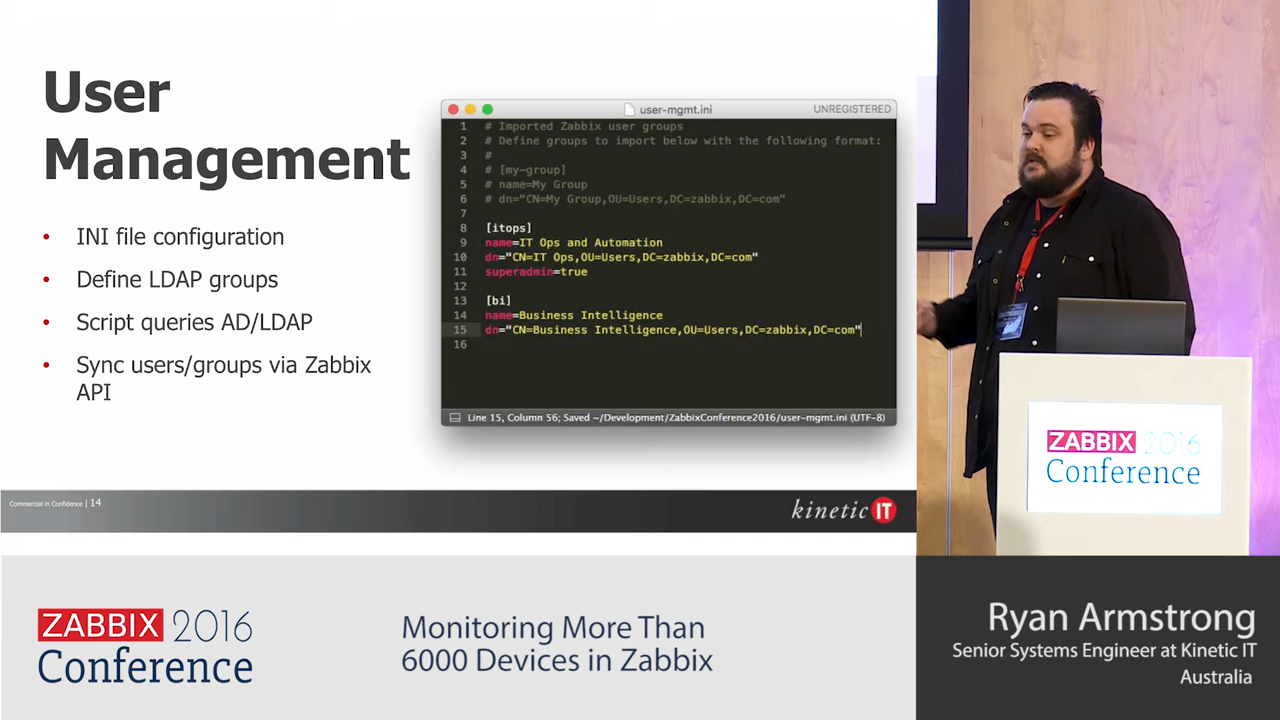 User
Management
• INI file configuration
• Define LDAP groups
• Script queries AD/LDAP
• Sync users/groups via Zabbix
API
user-mgmt.ini
UNREGISTERED
1 # Imported Zabbix user groups
2 # Define groups to import below with the following format:
3 #
4 # [my-group]
5 # name=My Group
6 # dn="CN=My Group,OU=Users,DC=zabbix,DC=com"
7
8 [itops]
9 name=IT Ops and Automation
10 dn="CN=IT Ops,OU=Users,DC=zabbix,DC=com"
11 superadmin=true
12
13 [bi]
14 name=Business Intelligence
15 dn="CN=Business Intelligence,OU=Users,DC=zabbix,DC=com"
16
Line 15, Column 56; Saved ~/Development/ZabbixConference2016/user-mgmt.ini (UTF-8)
Commercial in Confidence | 14
kinetic IT
ZABBIX 2016
Conference
ZABBIX 2016
Conference
Monitoring More Than
6000 Devices in Zabbix
Ryan Armstrong
Senior Systems Engineer at Kinetic IT
Australia